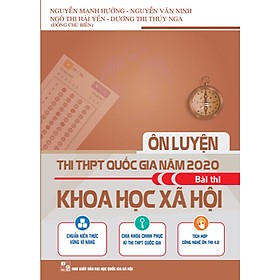 NGUYỄN MẠNH HƯỞNG - NGUYỄN VĂN NINH
NGÔ THỊ HẢI YẾN - DƯƠNG THỊ THÚY NGA
(ĐỒNG CHỦ BIÊN)
ÔN LUYỆN
THI THPT QUỐC GIA NĂM 2020
Bài thi
KHOA HỌC XÃ HỘI
CHUẨN KIẾN THỨC
VỮNG KĨ NĂNG
CHÌA KHÓA CHINH PHỤC
KÌ THI THPT QUỐC GIA
TÍCH HỢP
CÔNG NGHỆ ÔN THI 4.0
NHÀ XUẤT BẢN ĐẠI HỌC QUỐC GIA HÀ NỘI